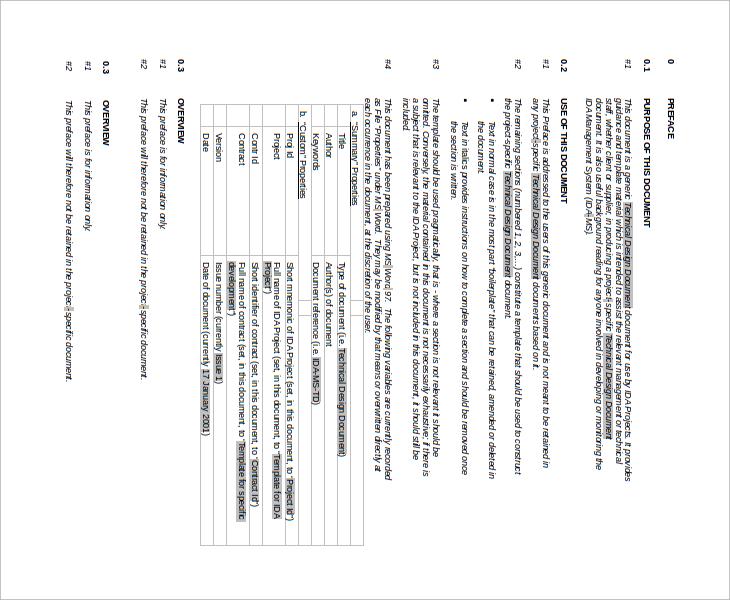 0 PREFACE
0.1 PURPOSE OF THIS DOCUMENT
#1 This document is a generic Technical Design Document document for use by IDA Projects. It provides
guidance and template material which is intended to assist the relevant management or technical
staff, whether client or supplier, in producing a project-specific Technical Design Document
document. It is also useful background reading for anyone involved in developing or monitoring the
IDA Management System (IDA-MS).
0.2 USE OF THIS DOCUMENT
#1 This Preface is addressed to the users of this generic document and is not meant to be retained in
any project-specific Technical Design Document documents based on it.
#2 The remaining sections (numbered 1, 2, 3,...) constitute a template that should be used to construct
the project-specific Technical Design Document document.
• Text in normal case is in the most part "boilerplate" that can be retained, amended or deleted in
the document.
• Text in italics provides instructions on how to complete a section and should be removed once
the section is written.
#3 The template should be used pragmatically, that is - where a section is not relevant it should be
omitted. Conversely, the material contained in this document is not necessarily exhaustive; if there is
a subject that is relevant to the IDA Project, but is not included in this document, it should still be
included.
#4 This document has been prepared using MS-Word 97. The following variables are currently recorded
as File "Properties" under MS-Word. They may be modified by that means or overwritten directly at
each occurrence in the document, at the discretion of the user.
a. "Summary" Properties
Title Type of document (i.e. Technical Design Document)
Author Author(s) of document
Keywords Document reference (i.e. IDA-MS-TD)
b. "Custom" Properties
Proj Id Short mnemonic of IDA Project (set, in this document, to "Project Id")
Project Full name of IDA Project (set, in this document, to "Template for IDA
Project")
Contr Id Short identifier of contract (set, in this document, to "Contract Id")
Contract Full name of contract (set, in this document, to "Template for specific
development")
Version Issue number (currently Issue 1)
Date Date of document (currently 17 January 2001)
0.3 OVERVIEW
#1 This preface is for information only.
#2 This preface will therefore not be retained in the project-specific document.
0.3 OVERVIEW
#1 This preface is for information only.
#2 This preface will therefore not be retained in the project-specific document.